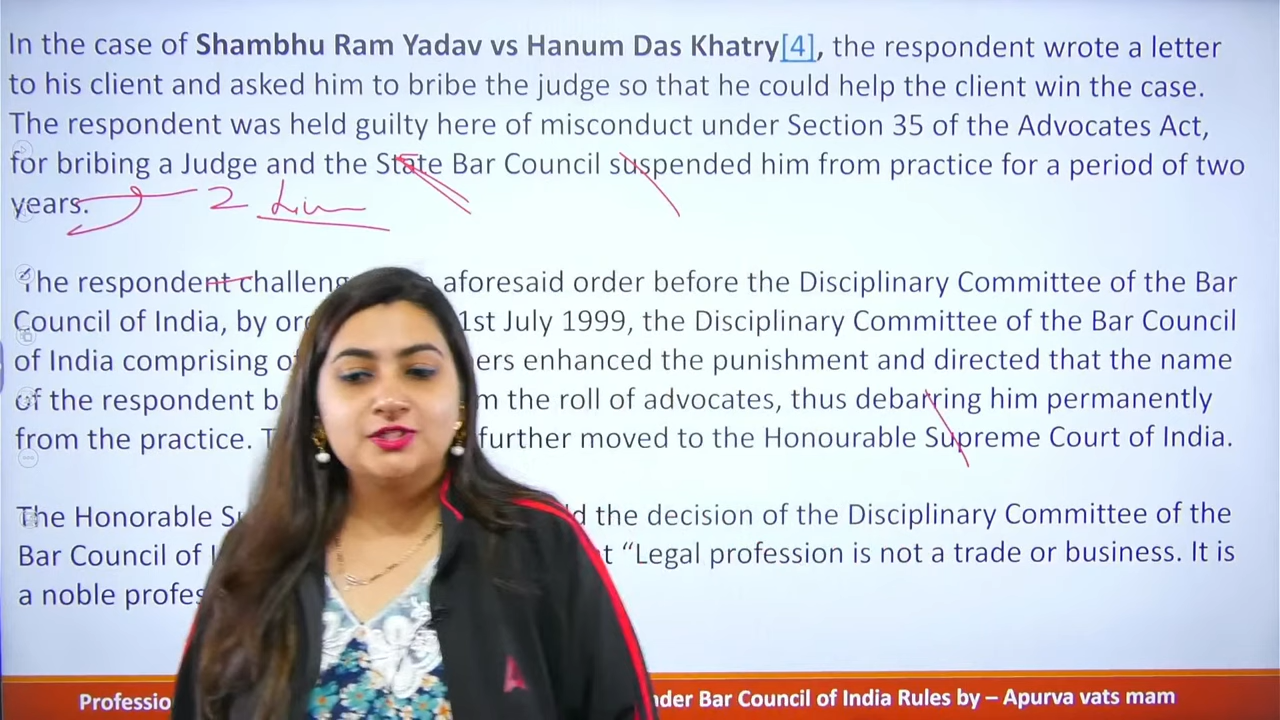 In the case of Shambhu Ram Yadav vs Hanum Das Khatry[4], the respondent wrote a letter
to his client and asked him to bribe the judge so that he could help the client win the case.
The respondent was held guilty here of misconduct under Section 35 of the Advocates Act,
for bribing a Judge and the State Bar Council suspended him from practice for a period of two
years. 2
The respondent challeng aforesaid order before the Disciplinary Committee of the Bar
Council of India, by or 1st July 1999, the Disciplinary Committee of the Bar Council
of India comprising o ers enhanced the punishment and directed that the name
of the respondent b m the roll of advocates, thus debarring him permanently
from the practice. T further moved to the Honourable Supreme Court of India.
The Honorable S d the decision of the Disciplinary Committee of the
Bar Council of t “Legal profession is not a trade or business. It is
a noble profes
Professio nder Bar Council of India Rules by – Apurva vats mam